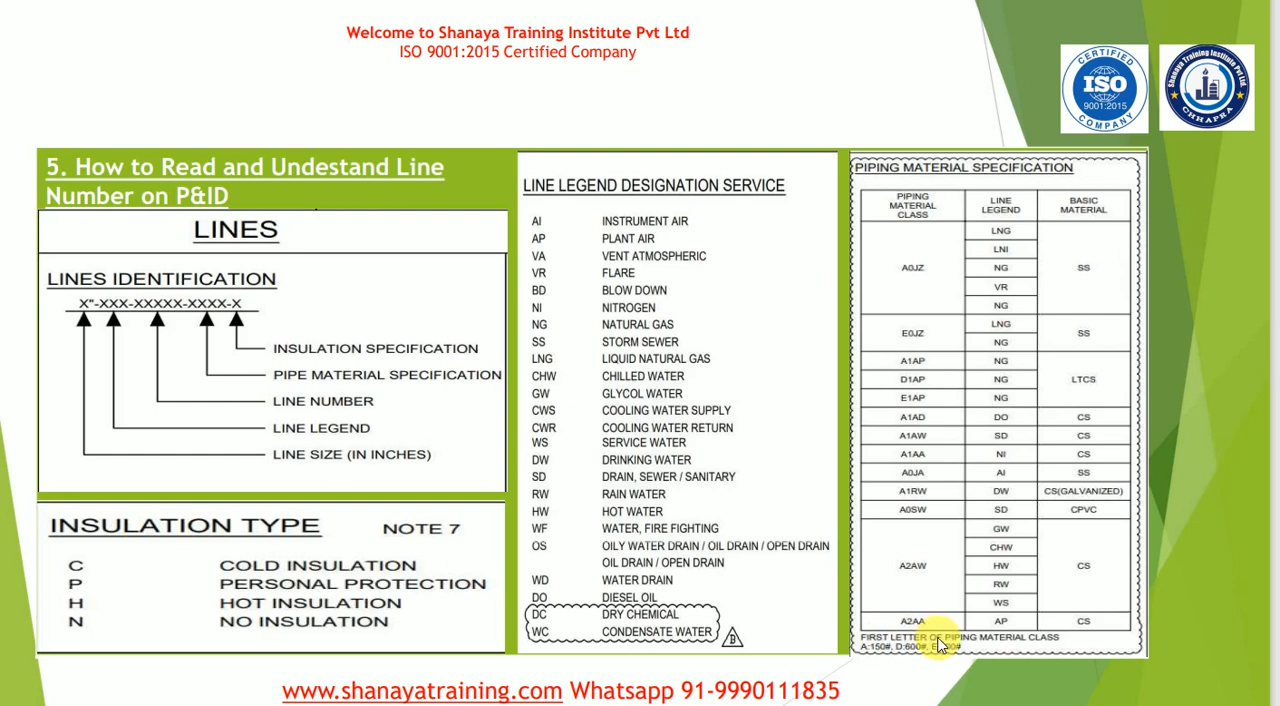 Welcome to Shanaya Training Institute Pvt Ltd
ISO 9001:2015 Certified Company
CERTIFIED
ISO
9001:2015
COMPANY
Shanaya Training Institute Pvt. Ltd.
CHHAPRA
5. How to Read and Undestand Line
Number on P&ID
LINES
LINES IDENTIFICATION
X"-XXX-XXXXX-XXXX-X
INSULATION SPECIFICATION
PIPE MATERIAL SPECIFICATION
LINE NUMBER
LINE LEGEND
LINE SIZE (IN INCHES)
INSULATION TYPE NOTE 7
C COLD INSULATION
P PERSONAL PROTECTION
H HOT INSULATION
N NO INSULATION
LINE LEGEND DESIGNATION SERVICE
AI INSTRUMENT AIR
AP PLANT AIR
VA VENT ATMOSPHERIC
VR FLARE
BD BLOW DOWN
NI NITROGEN
NG NATURAL GAS
SS STORM SEWER
LNG LIQUID NATURAL GAS
CHW CHILLED WATER
GW GLYCOL WATER
CWS COOLING WATER SUPPLY
CWR COOLING WATER RETURN
WS SERVICE WATER
DW DRINKING WATER
SD DRAIN, SEWER / SANITARY
RW RAIN WATER
HW HOT WATER
WF WATER, FIRE FIGHTING
OS OILY WATER DRAIN / OIL DRAIN / OPEN DRAIN
OIL DRAIN / OPEN DRAIN
WD WATER DRAIN
DO DIESEL OIL
DC DRY CHEMICAL
WC CONDENSATE WATER B
PIPING MATERIAL SPECIFICATION
PIPING MATERIAL CLASS LINE LEGEND BASIC MATERIAL
LNG
LNI
A0JZ NG SS
VR
NG
E0JZ LNG SS
NG
A1AP NG
D1AP NG LTCS
E1AP NG
A1AD DO CS
A1AW SD CS
A1AA NI CS
A0JA AI SS
A1RW DW CS(GALVANIZED)
A0SW SD CPVC
GW
CHW
A2AW HW CS
RW
WS
A2AA AP CS
FIRST LETTER OF PIPING MATERIAL CLASS
A:150#, D:600#,
www.shanayatraining.com Whatsapp 91-9990111835